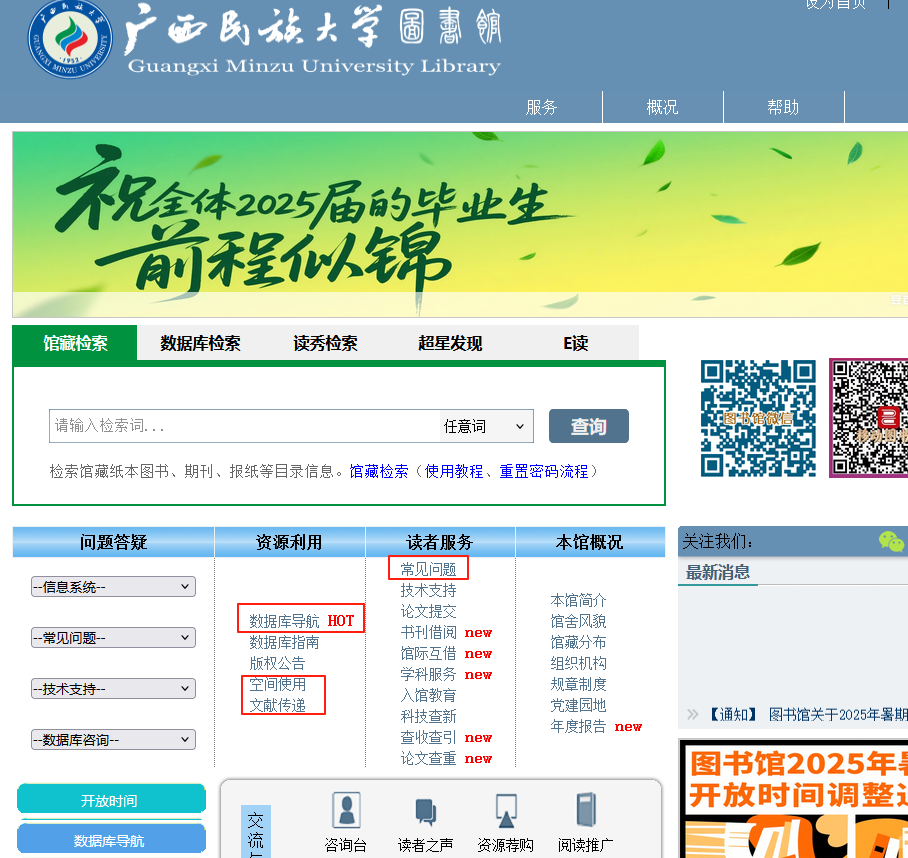 设为首页
广西民族大学圖書館
Guangxi Minzu University Library
GUANGXI MINZU UNIVERSITY
1952
服务 概况 帮助
祝全体2025届的毕业生
前程似锦
馆藏检索 数据库检索 读秀检索 超星发现 E读
请输入检索词... 任意词 查询
检索馆藏纸本图书、期刊、报纸等目录信息。馆藏检索（使用教程、重置密码流程）
图书馆微信
问题答疑 资源利用 读者服务 本馆概况
--信息系统--
--常见问题--
--技术支持--
--数据库咨询--
数据库导航 HOT
数据库指南
版权公告
空间使用
文献传递
常见问题
技术支持
论文提交
书刊借阅 new
馆际互借 new
学科服务 new
入馆教育
科技查新
查收查引 new
论文查重 new
本馆简介
馆舍风貌
馆藏分布
组织机构
规章制度
党建园地
年度报告 new
关注我们：
最新消息
【通知】 图书馆关于2025年暑期
图书馆2025年暑
开放时间调整通
开放时间
数据库导航
交流
咨询台 读者之声 资源荐购 阅读推广